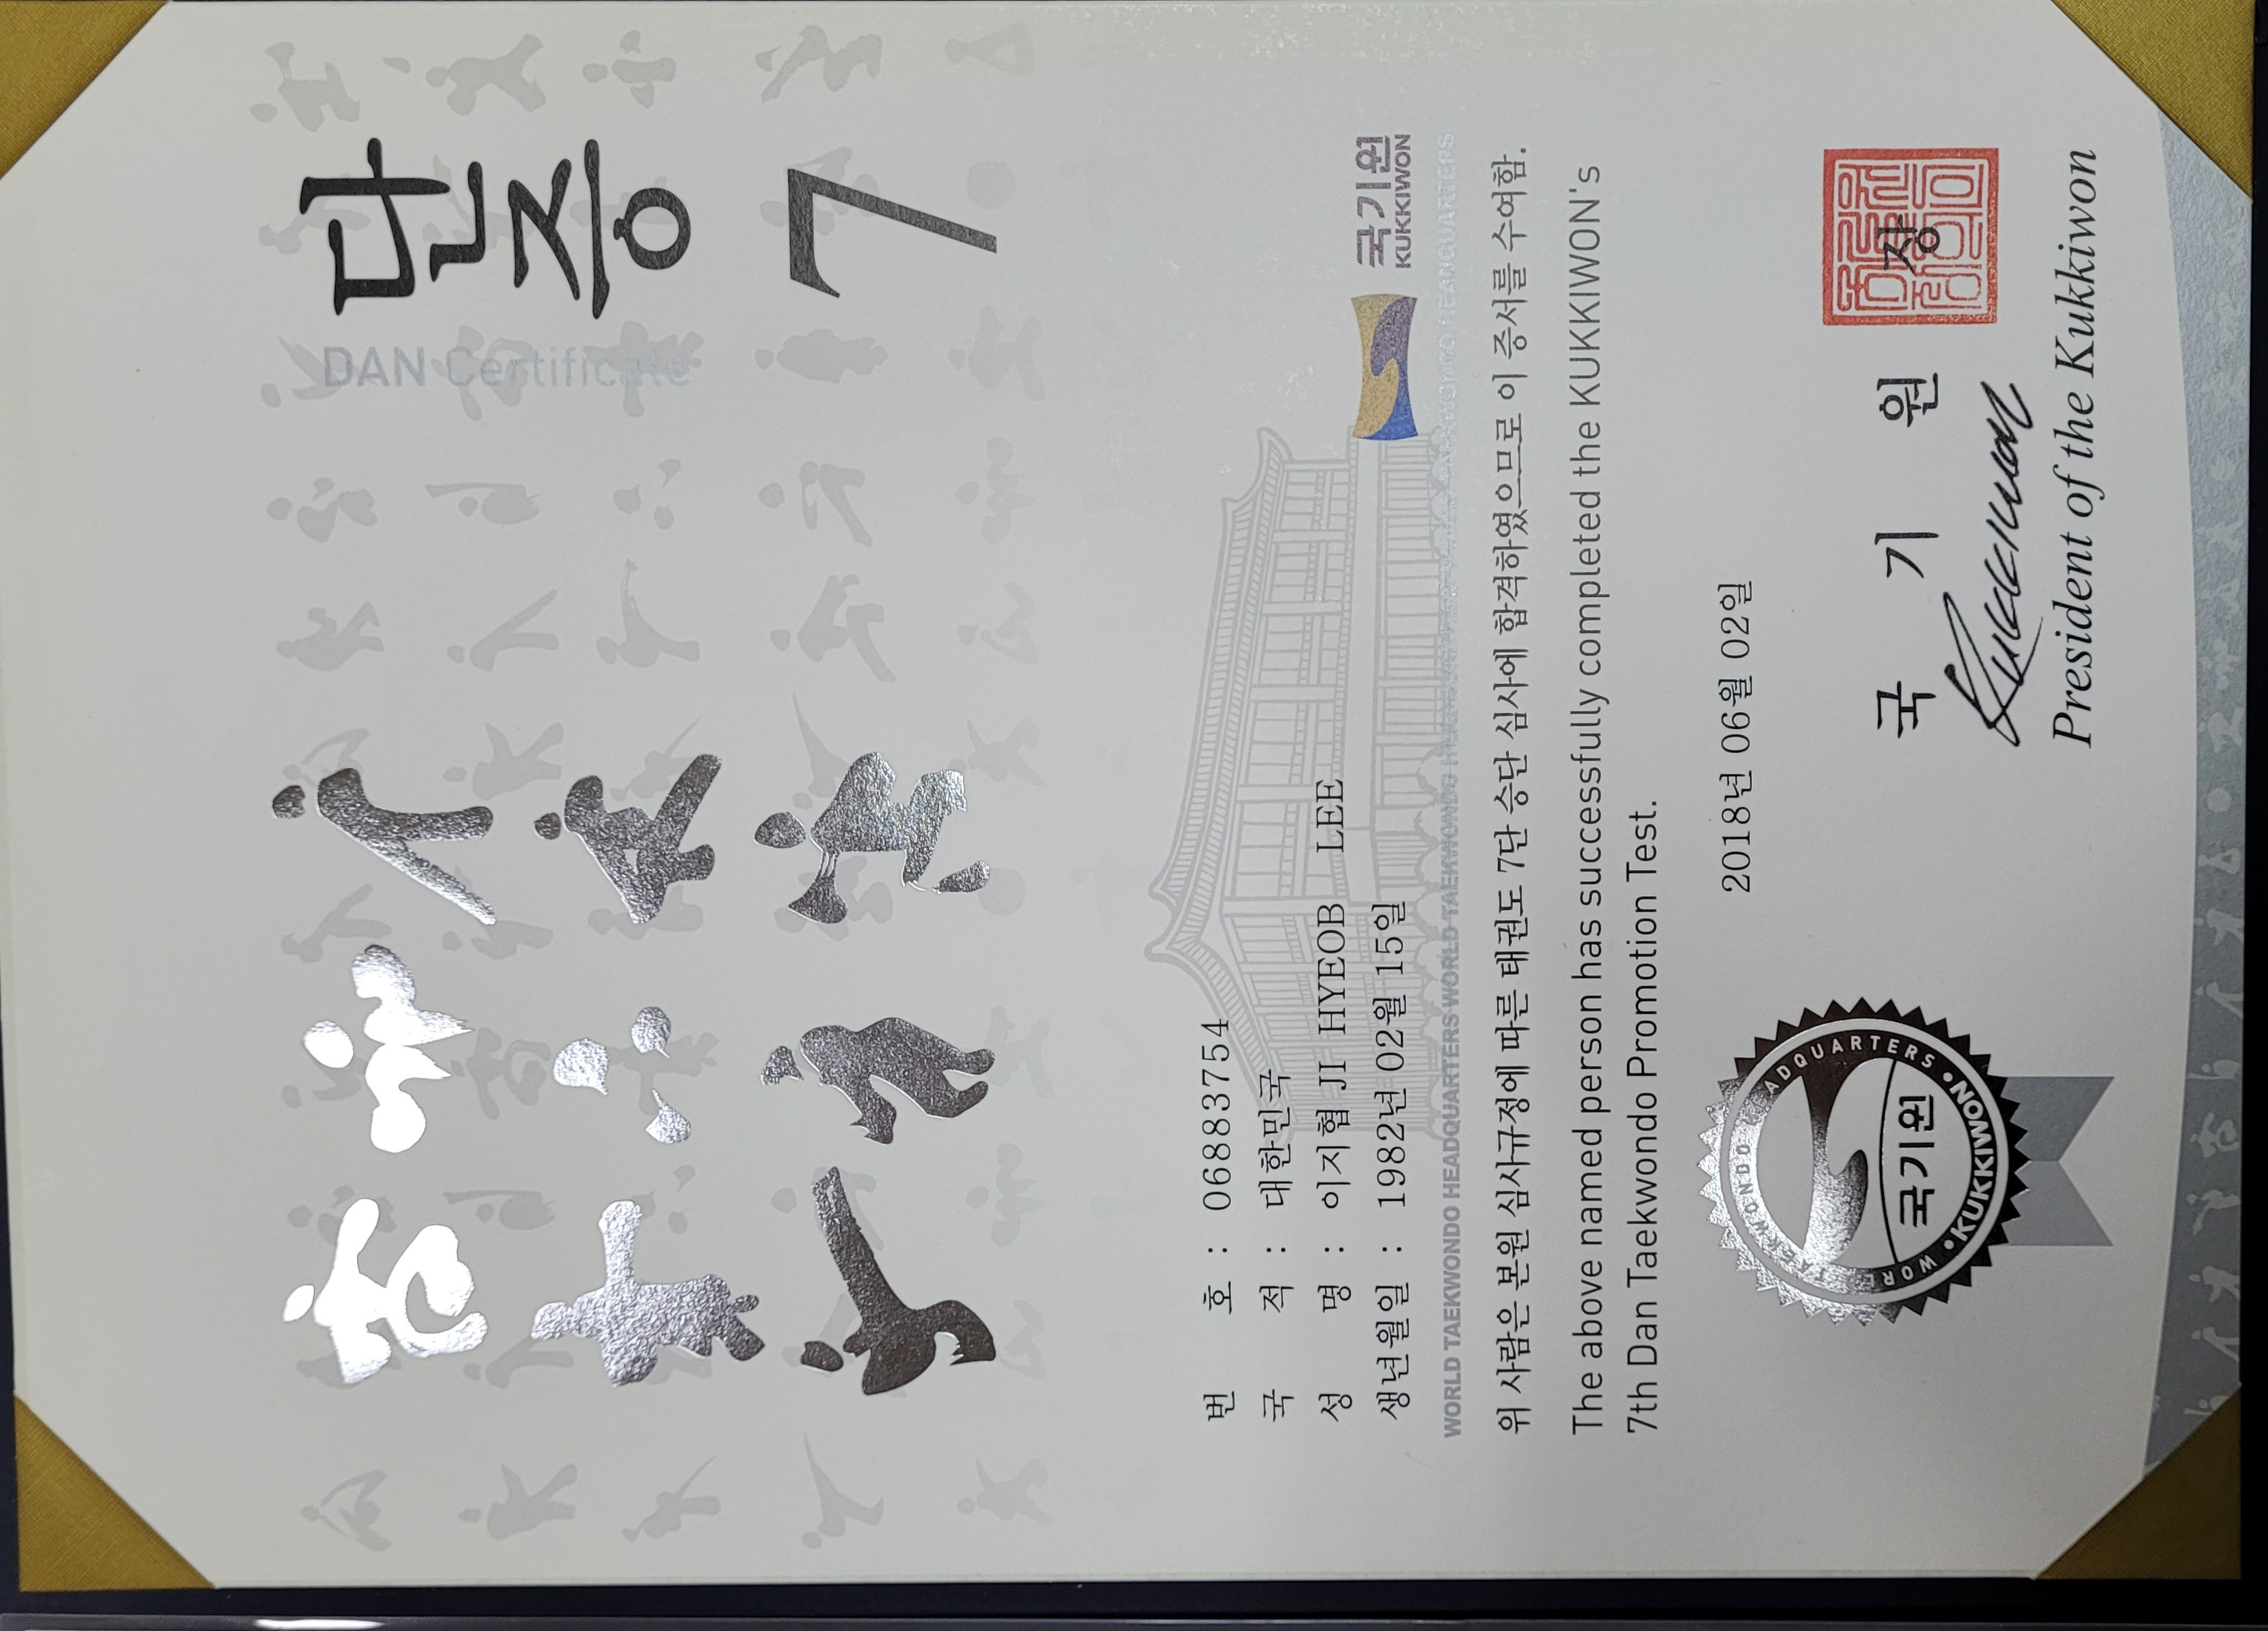 단증 7
DAN Certificate
번 호 : 06883754
국 적 : 대한민국
성 명 : 이지협 JI HYEOB LEE
생년월일 : 1982년 02월 15일
국기원
KUKKIWON
WORLD TAEKWONDO HEADQUARTERS WORLD TAEKWONDO HEADQUARTERS WORLD TAEKWONDO HEADQUARTERS
위 사람은 본원 심사규정에 따른 태권도 7단 승단 심사에 합격하였으므로 이 증서를 수여함.
The above named person has successfully completed the KUKKIWON's
7th Dan Taekwondo Promotion Test.
2018년 06월 02일
WORLD TAEKWONDO HEADQUARTERS
국기원
•KUKKIWON•
국 기 원 장
Kukkiwon
President of the Kukkiwon